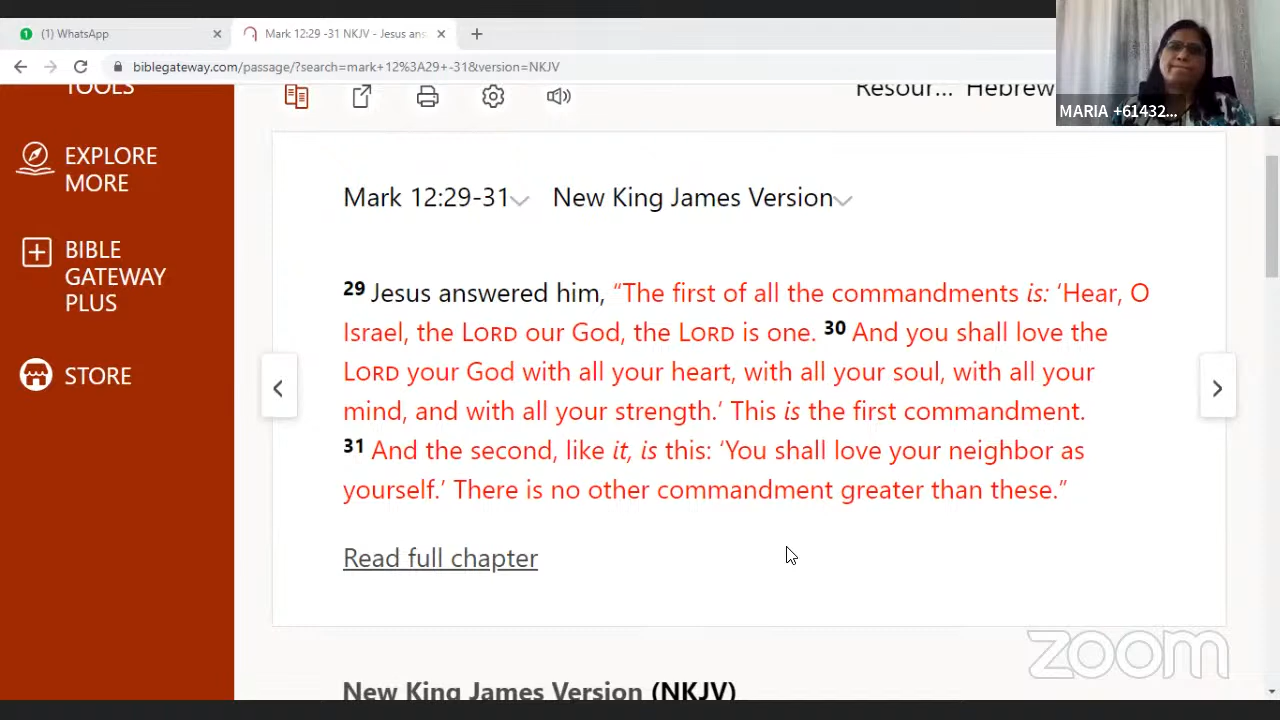 (1) WhatsApp
Mark 12:29 -31 NKJV - Jesus ans
biblegateway.com/passage/?search=mark+12%3A29+-31&version=NKJV
MARIA +61432...
TOOLS
Resour... Hebrew
EXPLORE
MORE
BIBLE
GATEWAY
PLUS
STORE
Mark 12:29-31 New King James Version
29 Jesus answered him, “The first of all the commandments is: ‘Hear, O
Israel, the LORD our God, the LORD is one. 30 And you shall love the
LORD your God with all your heart, with all your soul, with all your
mind, and with all your strength.’ This is the first commandment.
31 And the second, like it, is this: ‘You shall love your neighbor as
yourself.’ There is no other commandment greater than these.”
Read full chapter
zoom
New King James Version (NKJV)